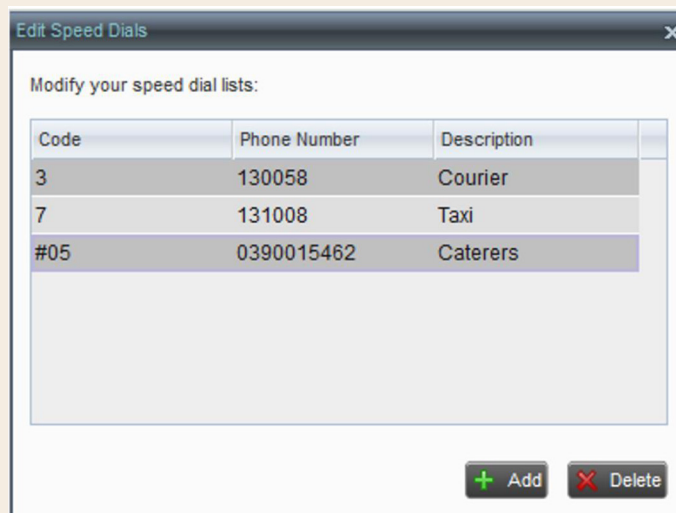 Edit Speed Dials
Modify your speed dial lists:
Code Phone Number Description
3 130058 Courier
7 131008 Taxi
#05 0390015462 Caterers
Add Delete